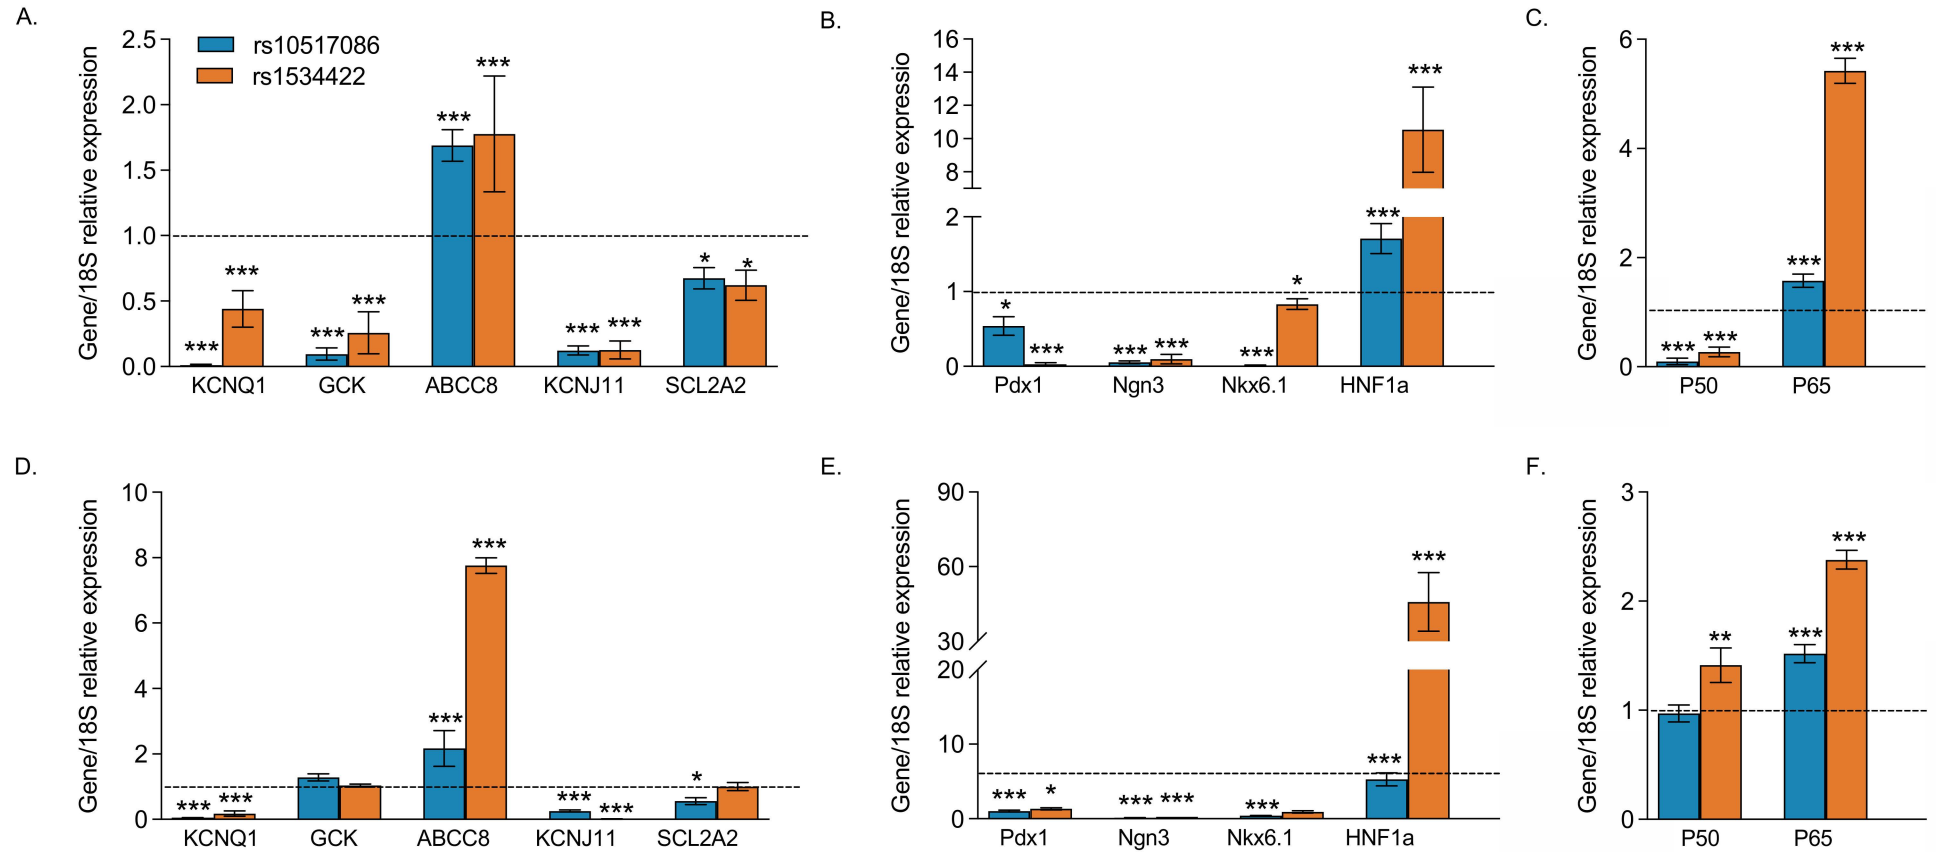 A.
Gene/18S relative expression
2.5
2.0
1.5
1.0
0.5
0.0
rs10517086
rs1534422
*** *** *** *** *** *** *** *** * *
KCNQ1 GCK ABCC8 KCNJ11 SCL2A2
B.
Gene/18S relative expressio
16
14
12
10
8
2
1
0
* *** *** *** *** * *** ***
Pdx1 Ngn3 Nkx6.1 HNF1a
C.
Gene/18S relative expression
6
4
2
0
*** *** *** ***
P50 P65
D.
Gene/18S relative expression
10
8
6
4
2
0
*** *** *** *** *** *** *
KCNQ1 GCK ABCC8 KCNJ11 SCL2A2
E.
Gene/18S relative expression
90
60
30
20
10
0
*** * *** *** *** *** ***
Pdx1 Ngn3 Nkx6.1 HNF1a
F.
Gene/18S relative expression
3
2
1
0
** *** ***
P50 P65